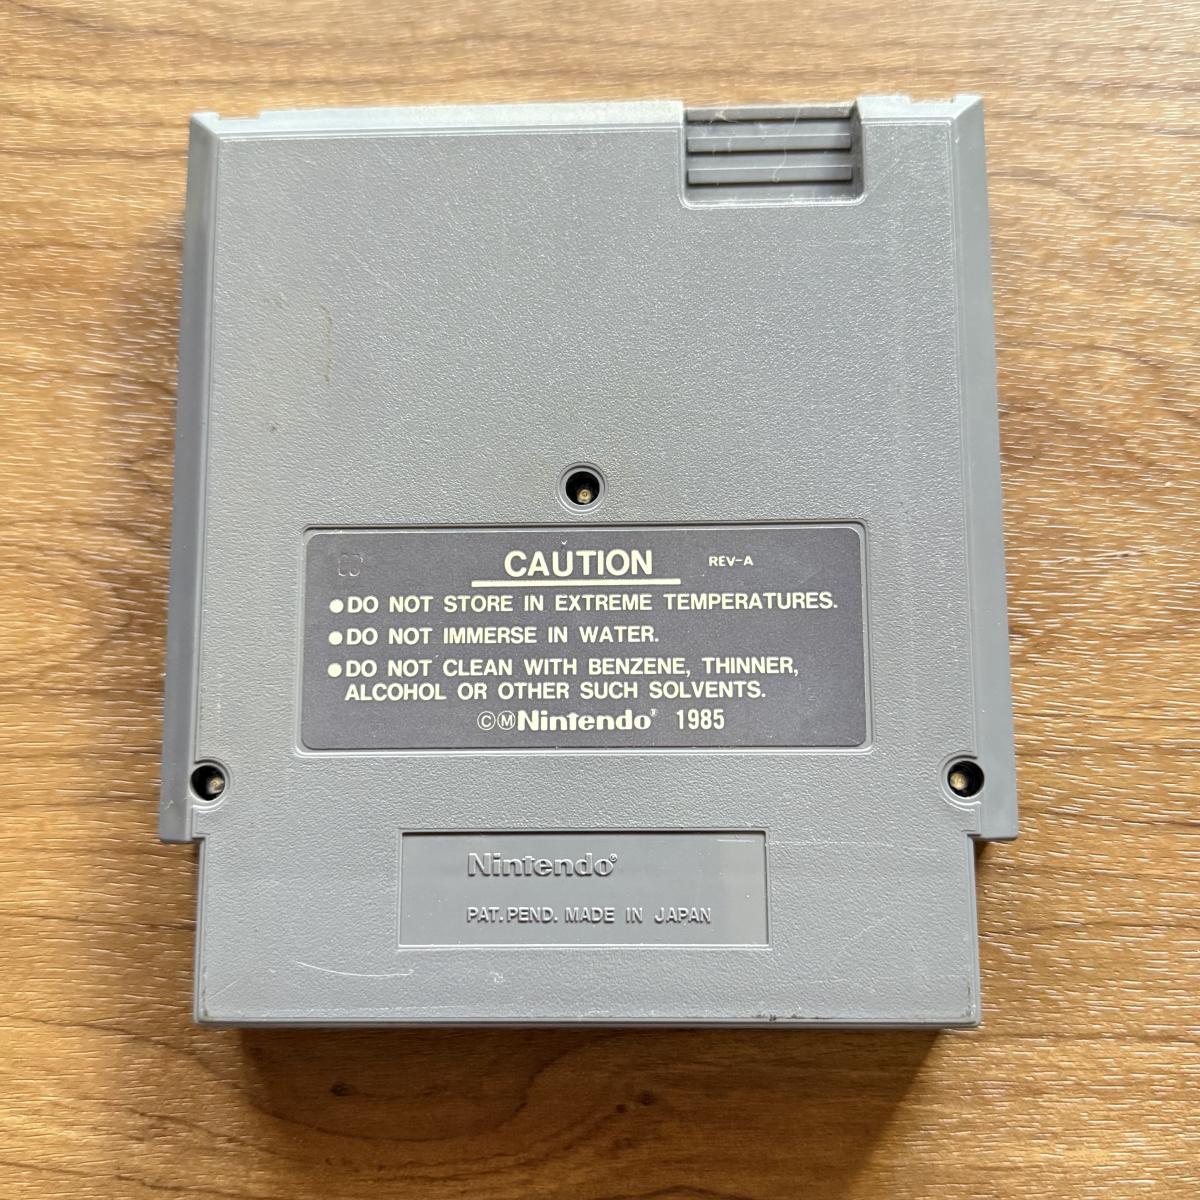 CAUTION REV-A
●DO NOT STORE IN EXTREME TEMPERATURES.
●DO NOT IMMERSE IN WATER.
●DO NOT CLEAN WITH BENZENE, THINNER,
ALCOHOL OR OTHER SUCH SOLVENTS.
©ⓂNintendo® 1985
Nintendo®
PAT. PEND. MADE IN JAPAN